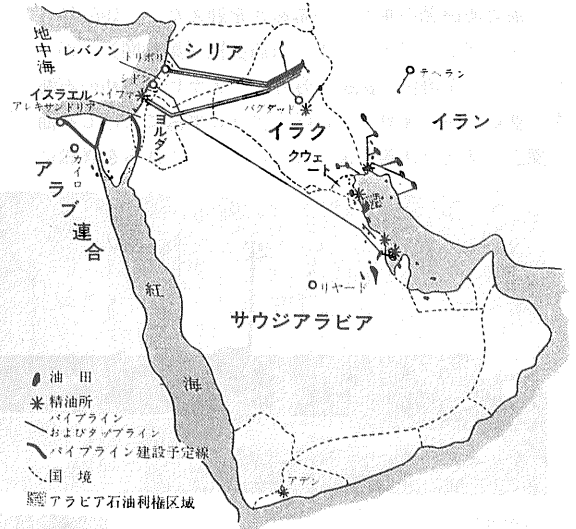 地中海
レバノン
トリポリ
シリア
シドン
イスラエル
ハイファ
アレキサンドリア
ヨルダン
カイロ
アラブ連合
バグダッド
イラク
テヘラン
イラン
クウェート
紅海
リヤード
サウジアラビア
アデン
油田
精油所
パイプライン
およびタップライン
パイプライン建設予定線
国境
アラビア石油利権区域